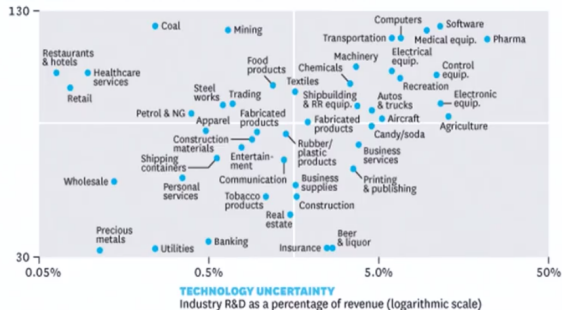 130
Coal
Mining
Computers
Software
Transportation
Medical equip.
Pharma
Restaurants
& hotels
Healthcare
services
Retail
Food
products
Machinery
Electrical
equip.
Chemicals
Control
equip.
Recreation
Steel
works
Trading
Textiles
Shipbuilding
& RR equip.
Autos
& trucks
Electronic
equip.
Petrol & NG
Apparel
Fabricated
products
Fabricated
products
Aircraft
Candy/soda
Agriculture
Construction
materials
Rubber/
plastic
products
Business
services
Shipping
containers
Entertain-
ment
Communication
Printing
& publishing
Wholesale
Personal
services
Business
supplies
Tobacco
products
Construction
Real
estate
Precious
metals
Utilities
Banking
Insurance
Beer
& liquor
30
0.05%
0.5%
5.0%
50%
TECHNOLOGY UNCERTAINTY
Industry R&D as a percentage of revenue (logarithmic scale)